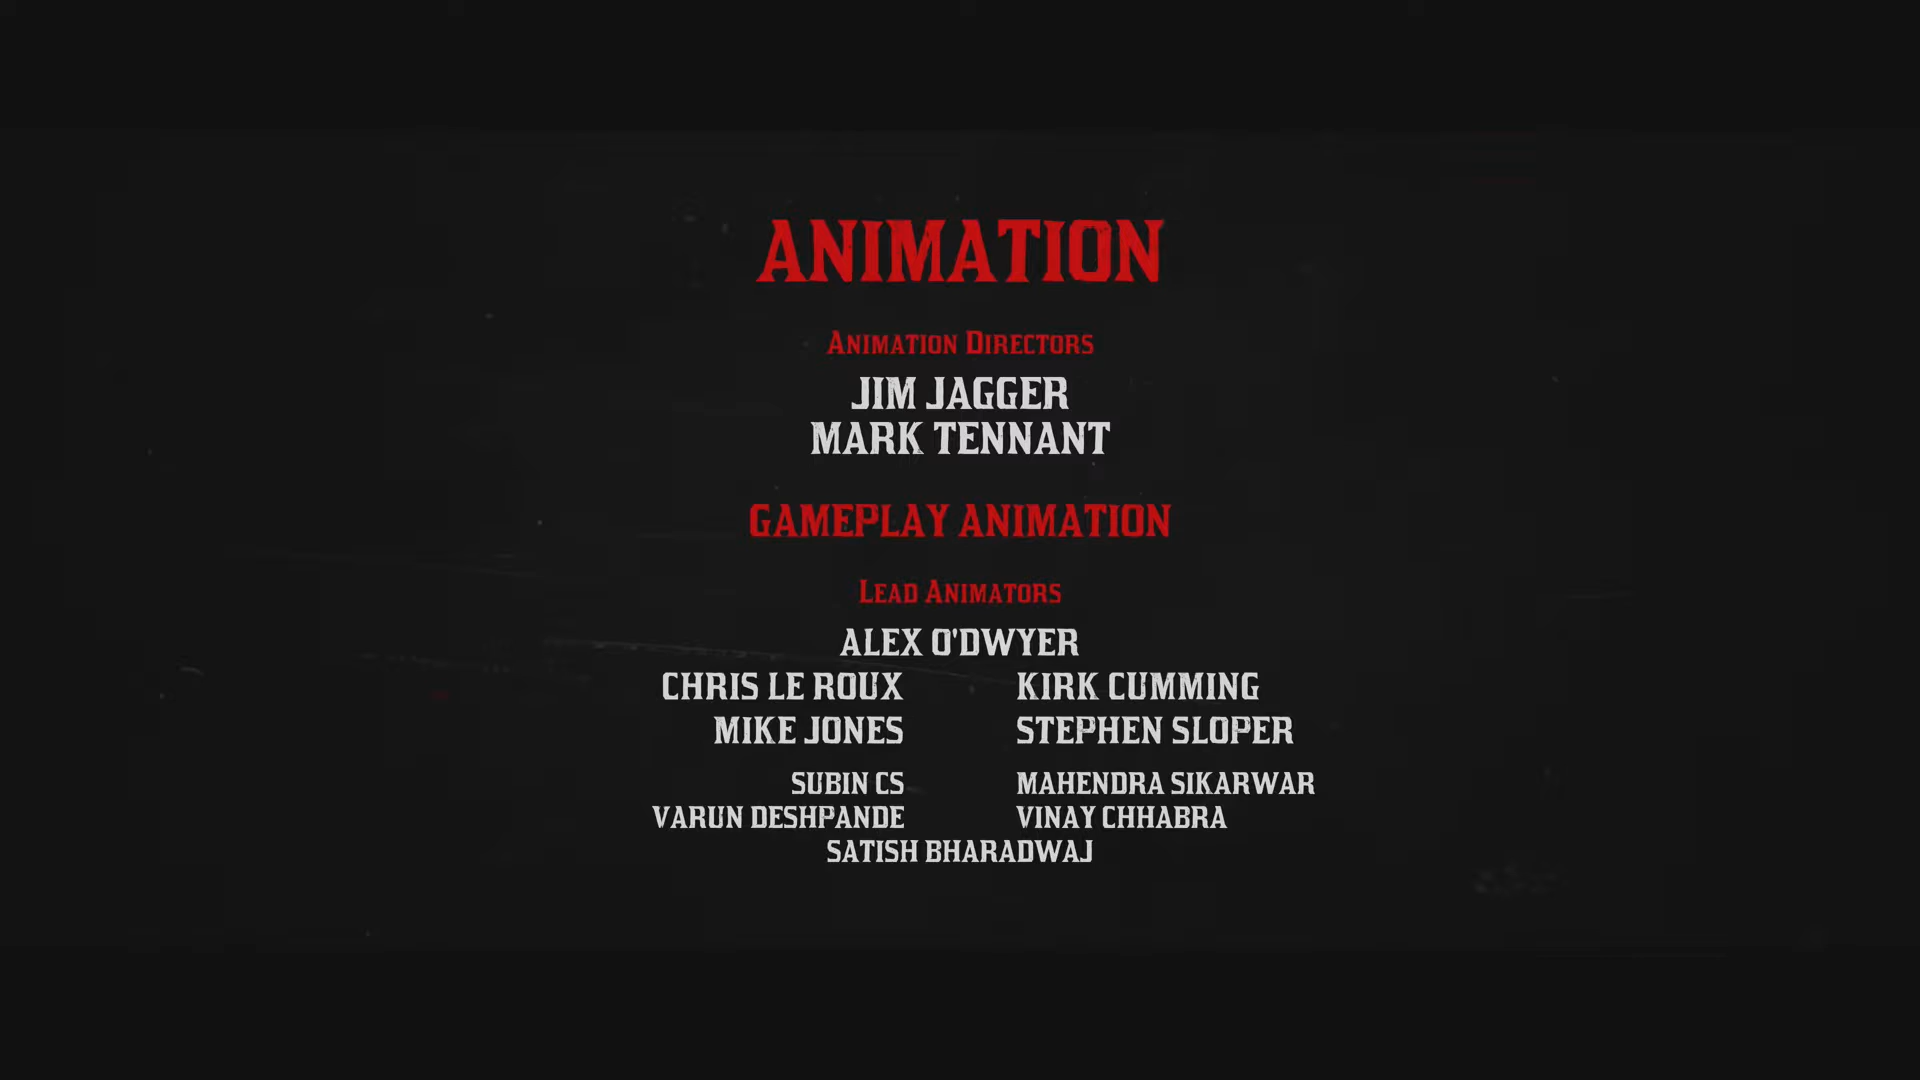 ANIMATION
ANIMATION DIRECTORS
JIM JAGGER
MARK TENNANT
GAMEPLAY ANIMATION
LEAD ANIMATORS
ALEX O'DWYER
CHRIS LE ROUX KIRK CUMMING
MIKE JONES STEPHEN SLOPER
SUBIN CS MAHENDRA SIKARWAR
VARUN DESHPANDE VINAY CHHABRA
SATISH BHARADWAJ